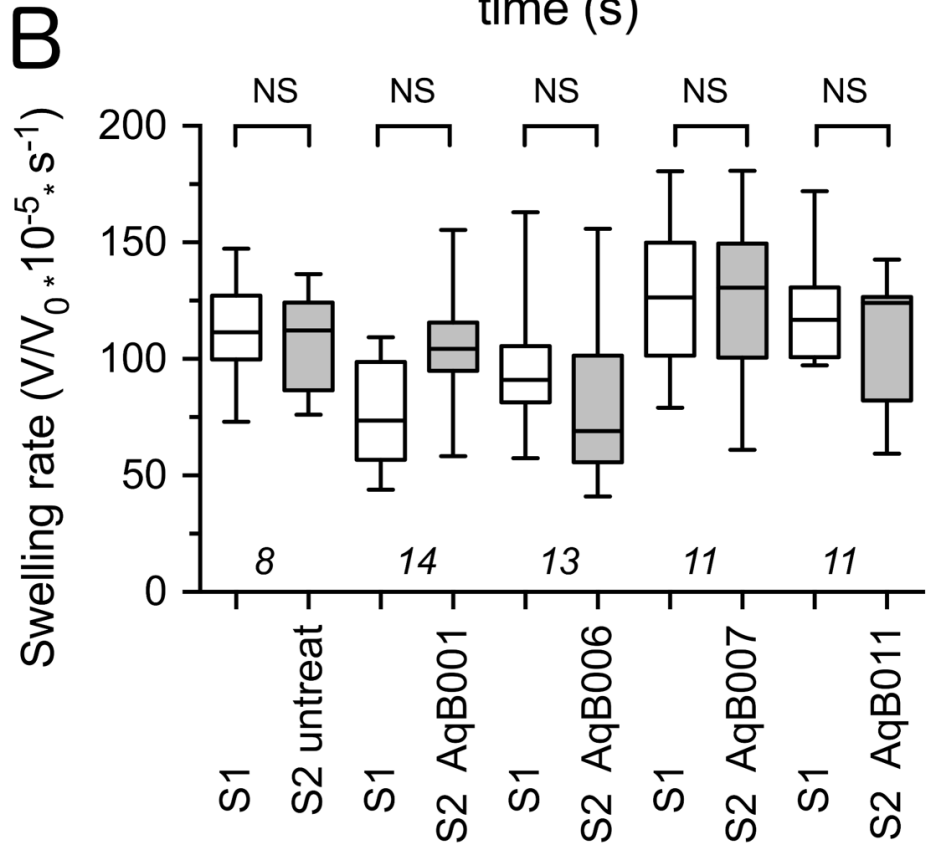 time (s)
B
NS NS NS NS NS
Swelling rate (V/V0*10-5*s-1)
200
150
100
50
0
8 14 13 11 11
S1
S2 untreat
S1
S2 AqB001
S1
S2 AqB006
S1
S2 AqB007
S1
S2 AqB011